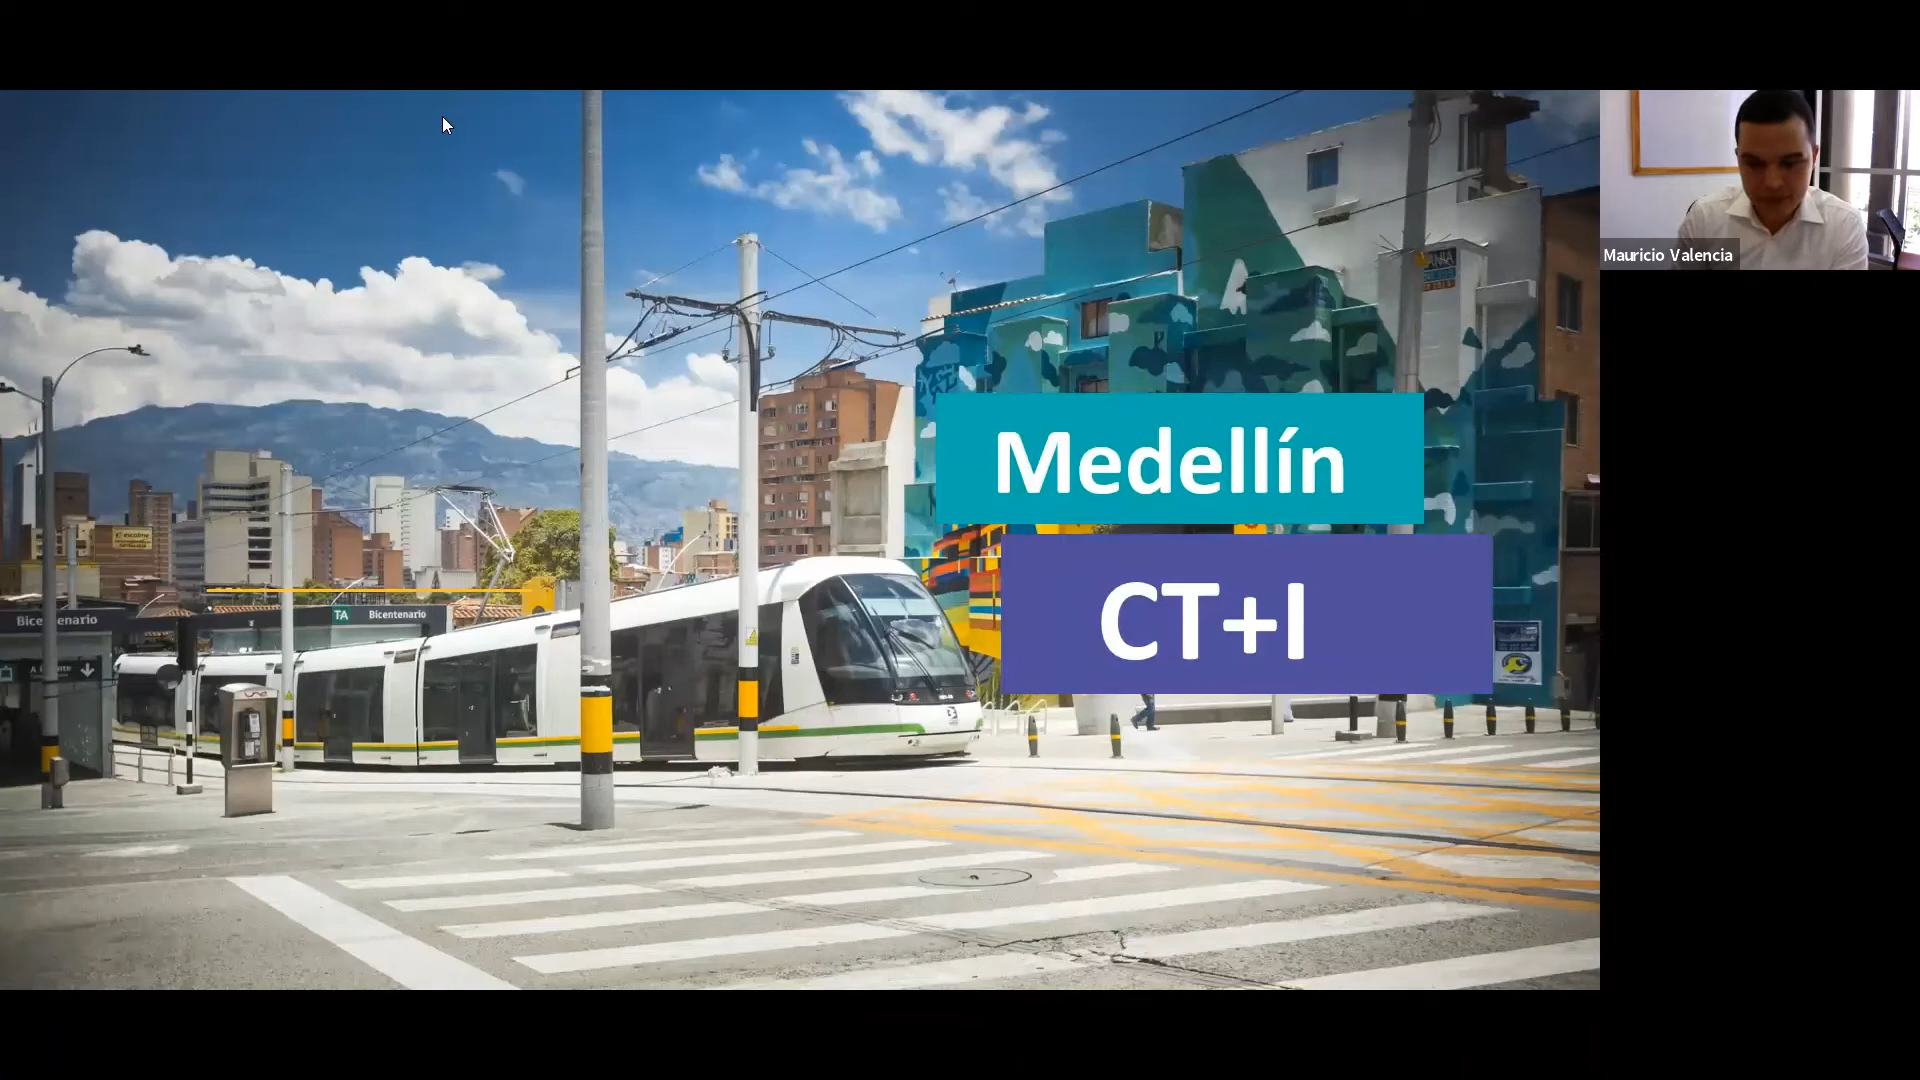 Mauricio Valencia
Medellín
CT+I
TA Bicentenario
Bicentenario